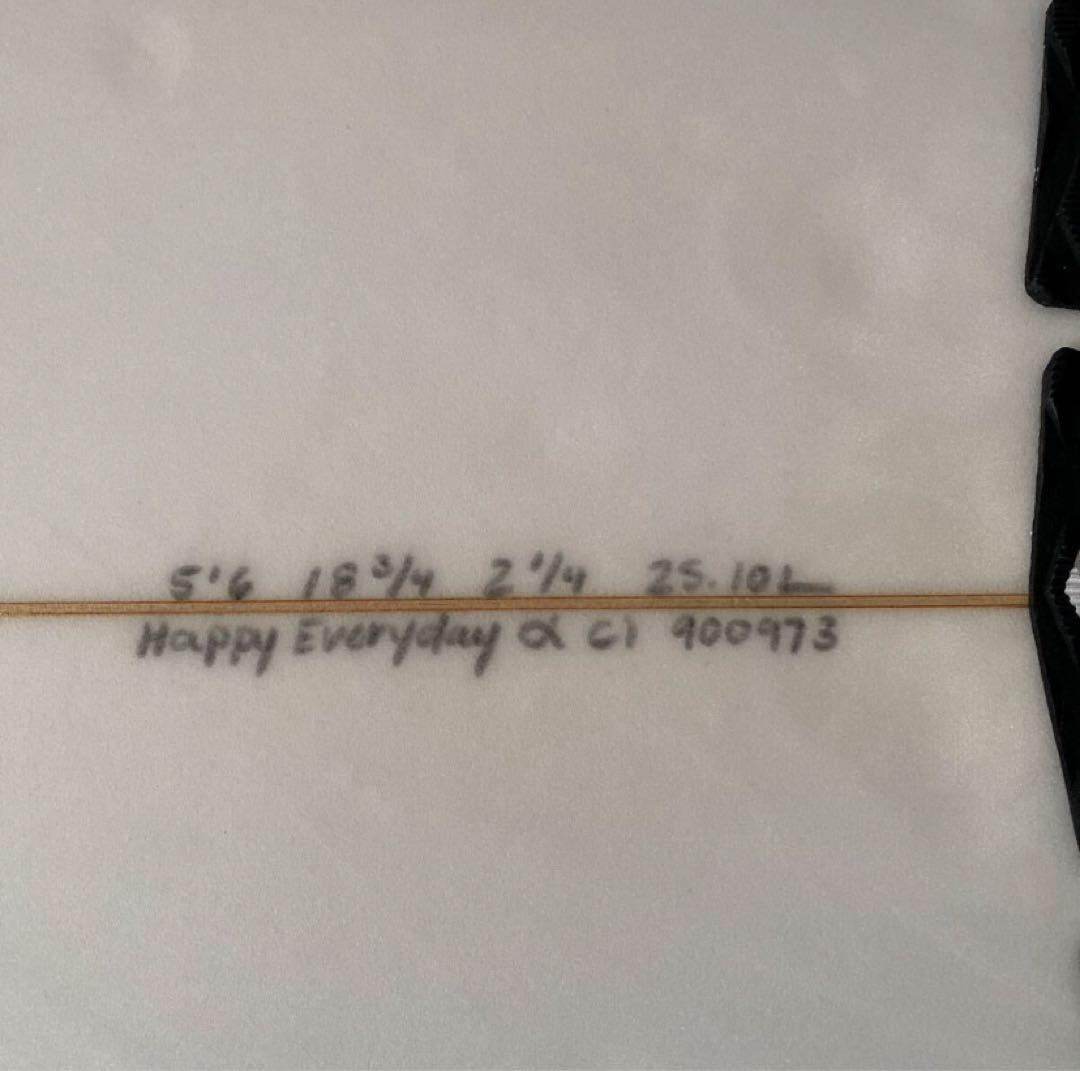 5'6 18 3/4 2 1/4 25.10L
Happy Everyday α CI 900973